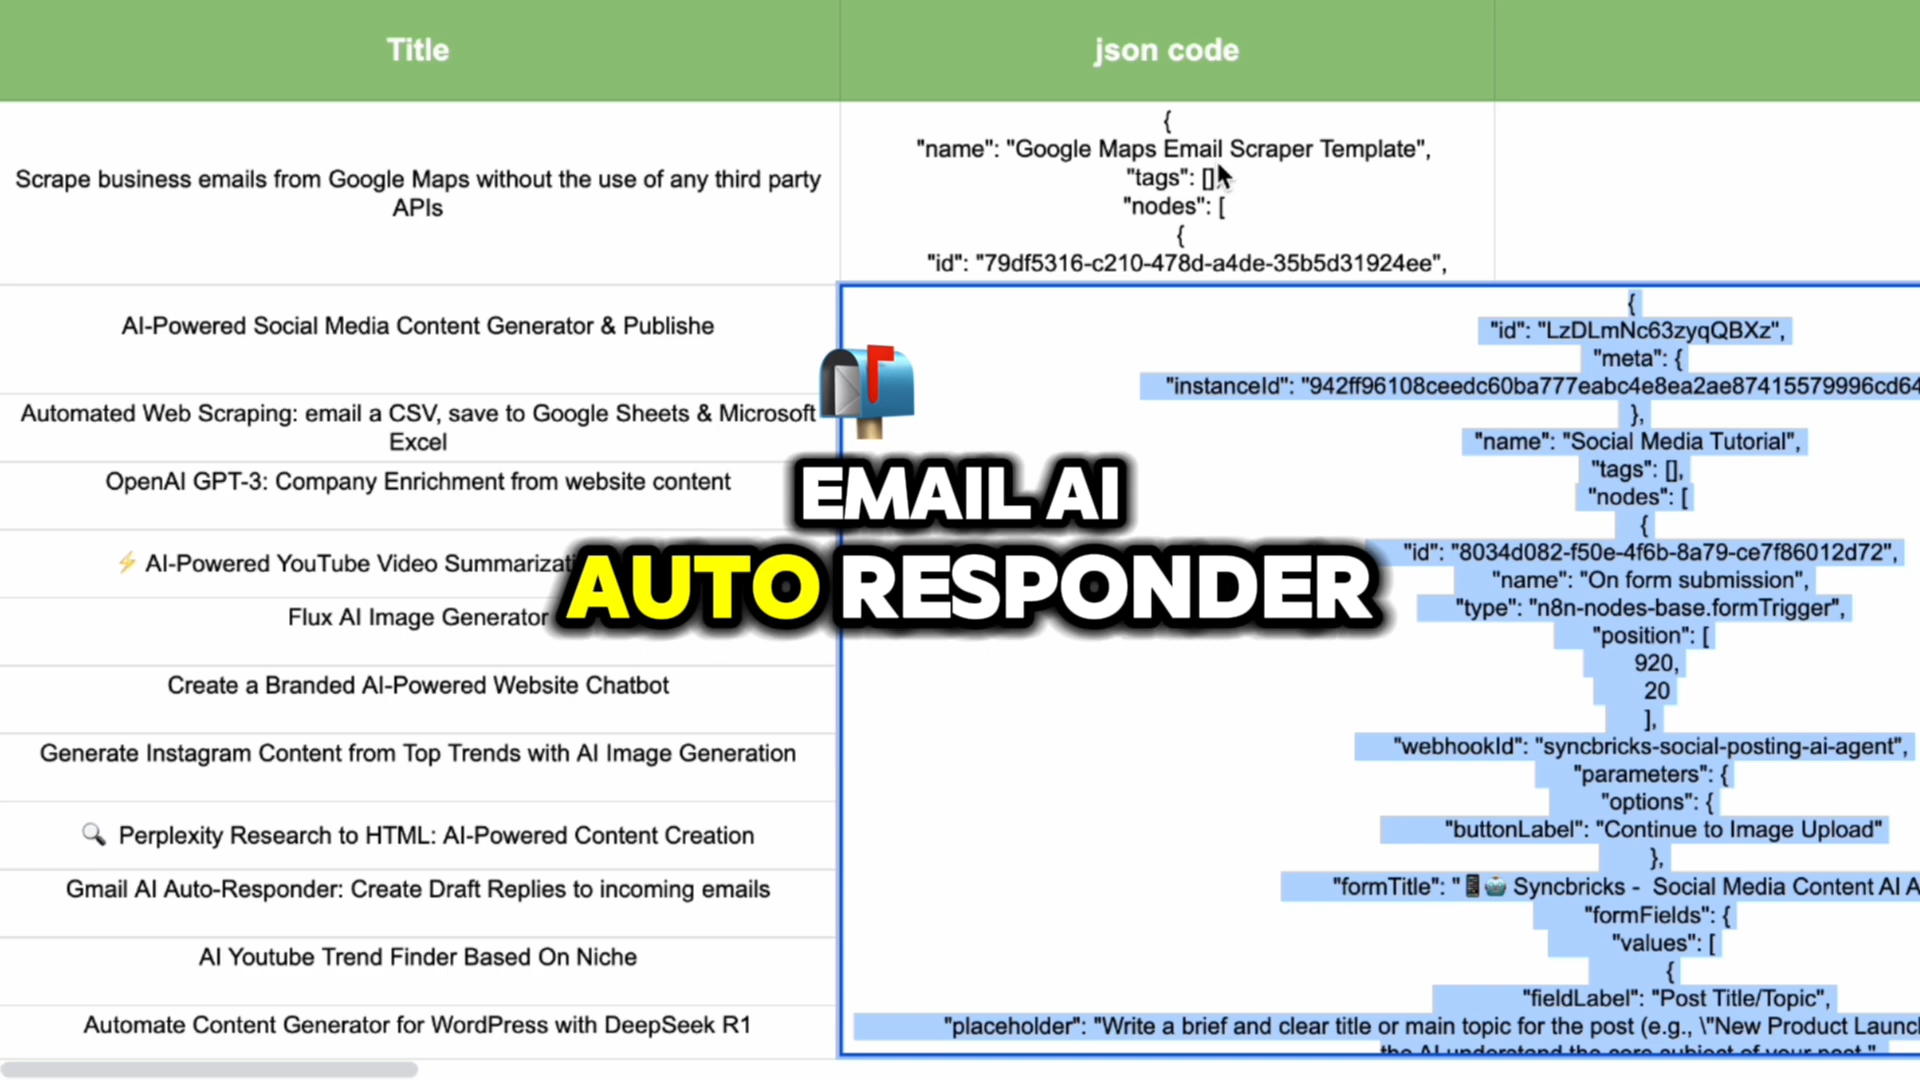 Title
json code
Scrape business emails from Google Maps without the use of any third party
APIs
{
"name": "Google Maps Email Scraper Template",
"tags": []
"nodes": [
{
"id": "79df5316-c210-478d-a4de-35b5d31924ee",
AI-Powered Social Media Content Generator & Publishe
Automated Web Scraping: email a CSV, save to Google Sheets & Microsoft
Excel
OpenAI GPT-3: Company Enrichment from website content
⚡ AI-Powered YouTube Video Summarizati
Flux AI Image Generator
Create a Branded AI-Powered Website Chatbot
Generate Instagram Content from Top Trends with AI Image Generation
🔍 Perplexity Research to HTML: AI-Powered Content Creation
Gmail AI Auto-Responder: Create Draft Replies to incoming emails
AI Youtube Trend Finder Based On Niche
Automate Content Generator for WordPress with DeepSeek R1
{
"id": "LzDLmNc63zyqQBXz",
"meta": {
"instanceId": "942ff96108ceedc60ba777eabc4e8ea2ae87415579996cd64
},
"name": "Social Media Tutorial",
"tags": [],
"nodes": [
{
"id": "8034d082-f50e-4f6b-8a79-ce7f86012d72",
"name": "On form submission",
"type": "n8n-nodes-base.formTrigger",
"position": [
920,
20
],
"webhookId": "syncbricks-social-posting-ai-agent",
"parameters": {
"options": {
"buttonLabel": "Continue to Image Upload"
},
"formTitle": "📱🤖 Syncbricks - Social Media Content AI A
"formFields": {
"values": [
{
"fieldLabel": "Post Title/Topic",
"placeholder": "Write a brief and clear title or main topic for the post (e.g., \"New Product Launc
the AI understand the core subject of your post."
EMAIL AI
AUTO RESPONDER